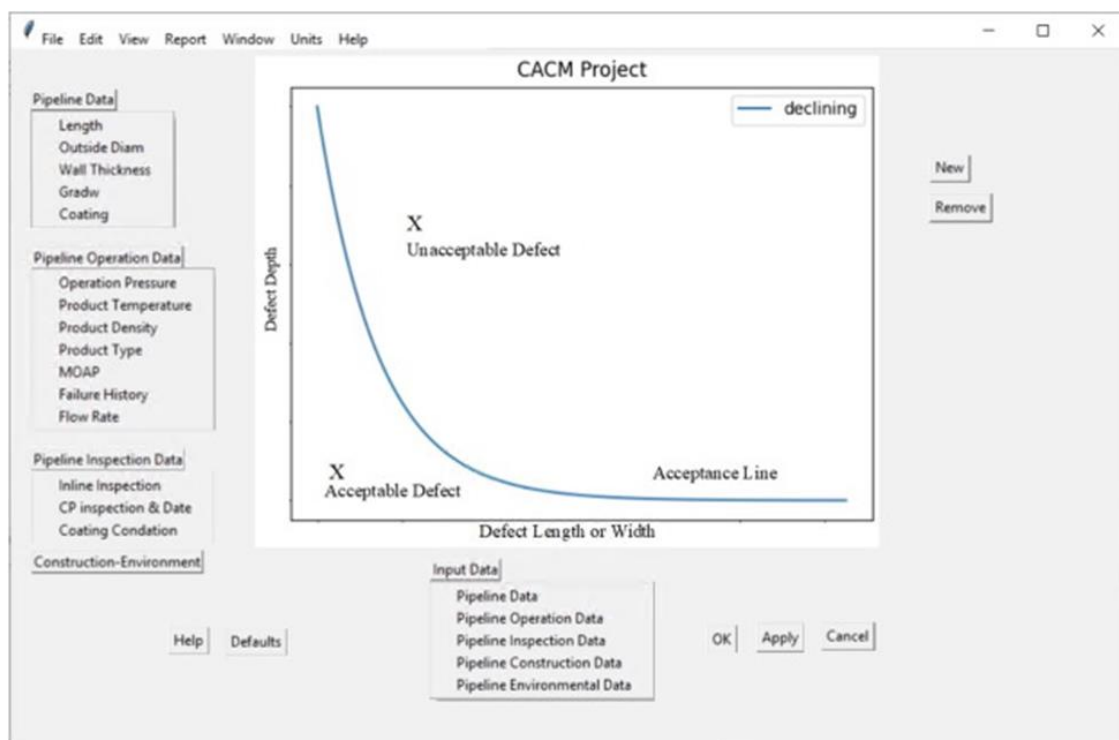 File Edit View Report Window Units Help
CACM Project
declining
Pipeline Data
Length
Outside Diam
Wall Thickness
Gradw
Coating
Pipeline Operation Data
Operation Pressure
Product Temperature
Product Density
Product Type
MOAP
Failure History
Flow Rate
Pipeline Inspection Data
Inline Inspection
CP inspection & Date
Coating Condation
Construction-Environment
Defect Depth
X
Unacceptable Defect
X
Acceptable Defect
Acceptance Line
Defect Length or Width
New
Remove
Input Data
Pipeline Data
Pipeline Operation Data
Pipeline Inspection Data
Pipeline Construction Data
Pipeline Environmental Data
Help Defaults
OK Apply Cancel